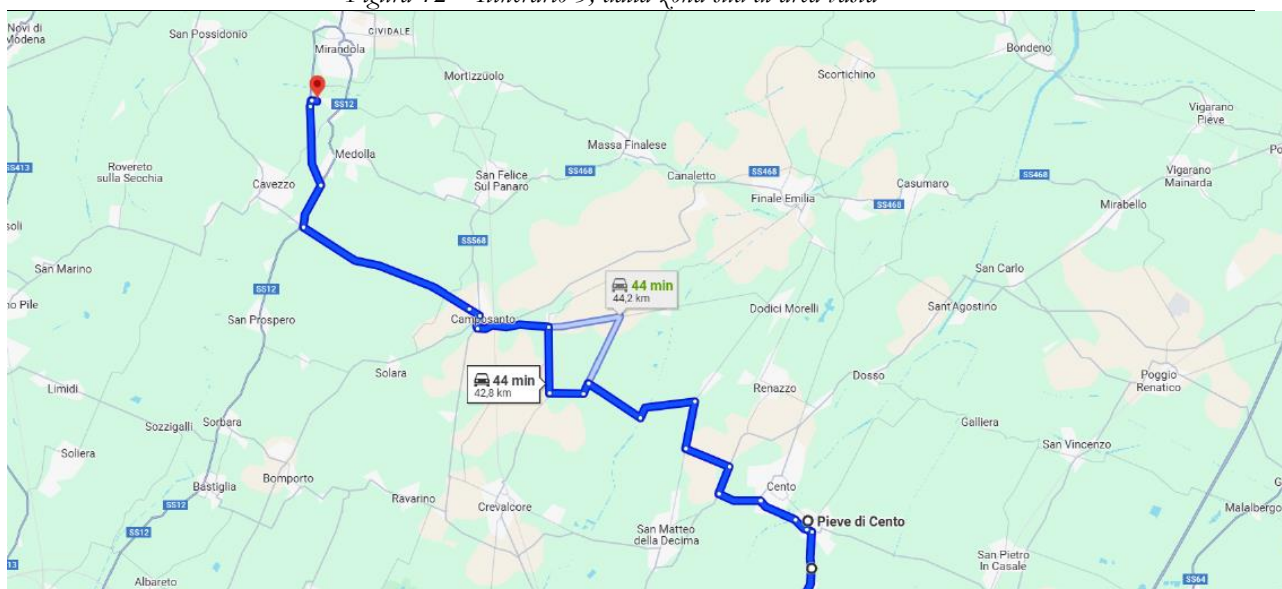 Novi di
Modena
San Possidonio
CIVIDALE
Mirandola
Bondeno
Mortizzuolo
Scortichino
SS12
Vigarano
Pieve
Massa Finalese
Medolla
SS413
Rovereto
sulla Secchia
San Felice
Sul Panaro
SS468
Canaletto
SS468
SS468
Vigarano
Mainarda
Cavezzo
Finale Emilia
Casumaro
SS468
Mirabello
SS568
San Marino
SS12
44 min
44,2 km
San Carlo
Pile
San Prospero
Camposanto
Dodici Morelli
Sant'Agostino
Solara
44 min
42,8 km
Limidi
Renazzo
Dosso
Poggio
Renatico
Sozzigalli
Sorbara
Galliera
San Vincenzo
Soliera
Bomporto
Bastiglia
Cento
Ravarino
Crevalcore
SS12
Malalbergo
San Matteo
della Decima
Pieve di Cento
SS12
San Pietro
In Casale
Albareto
SS64